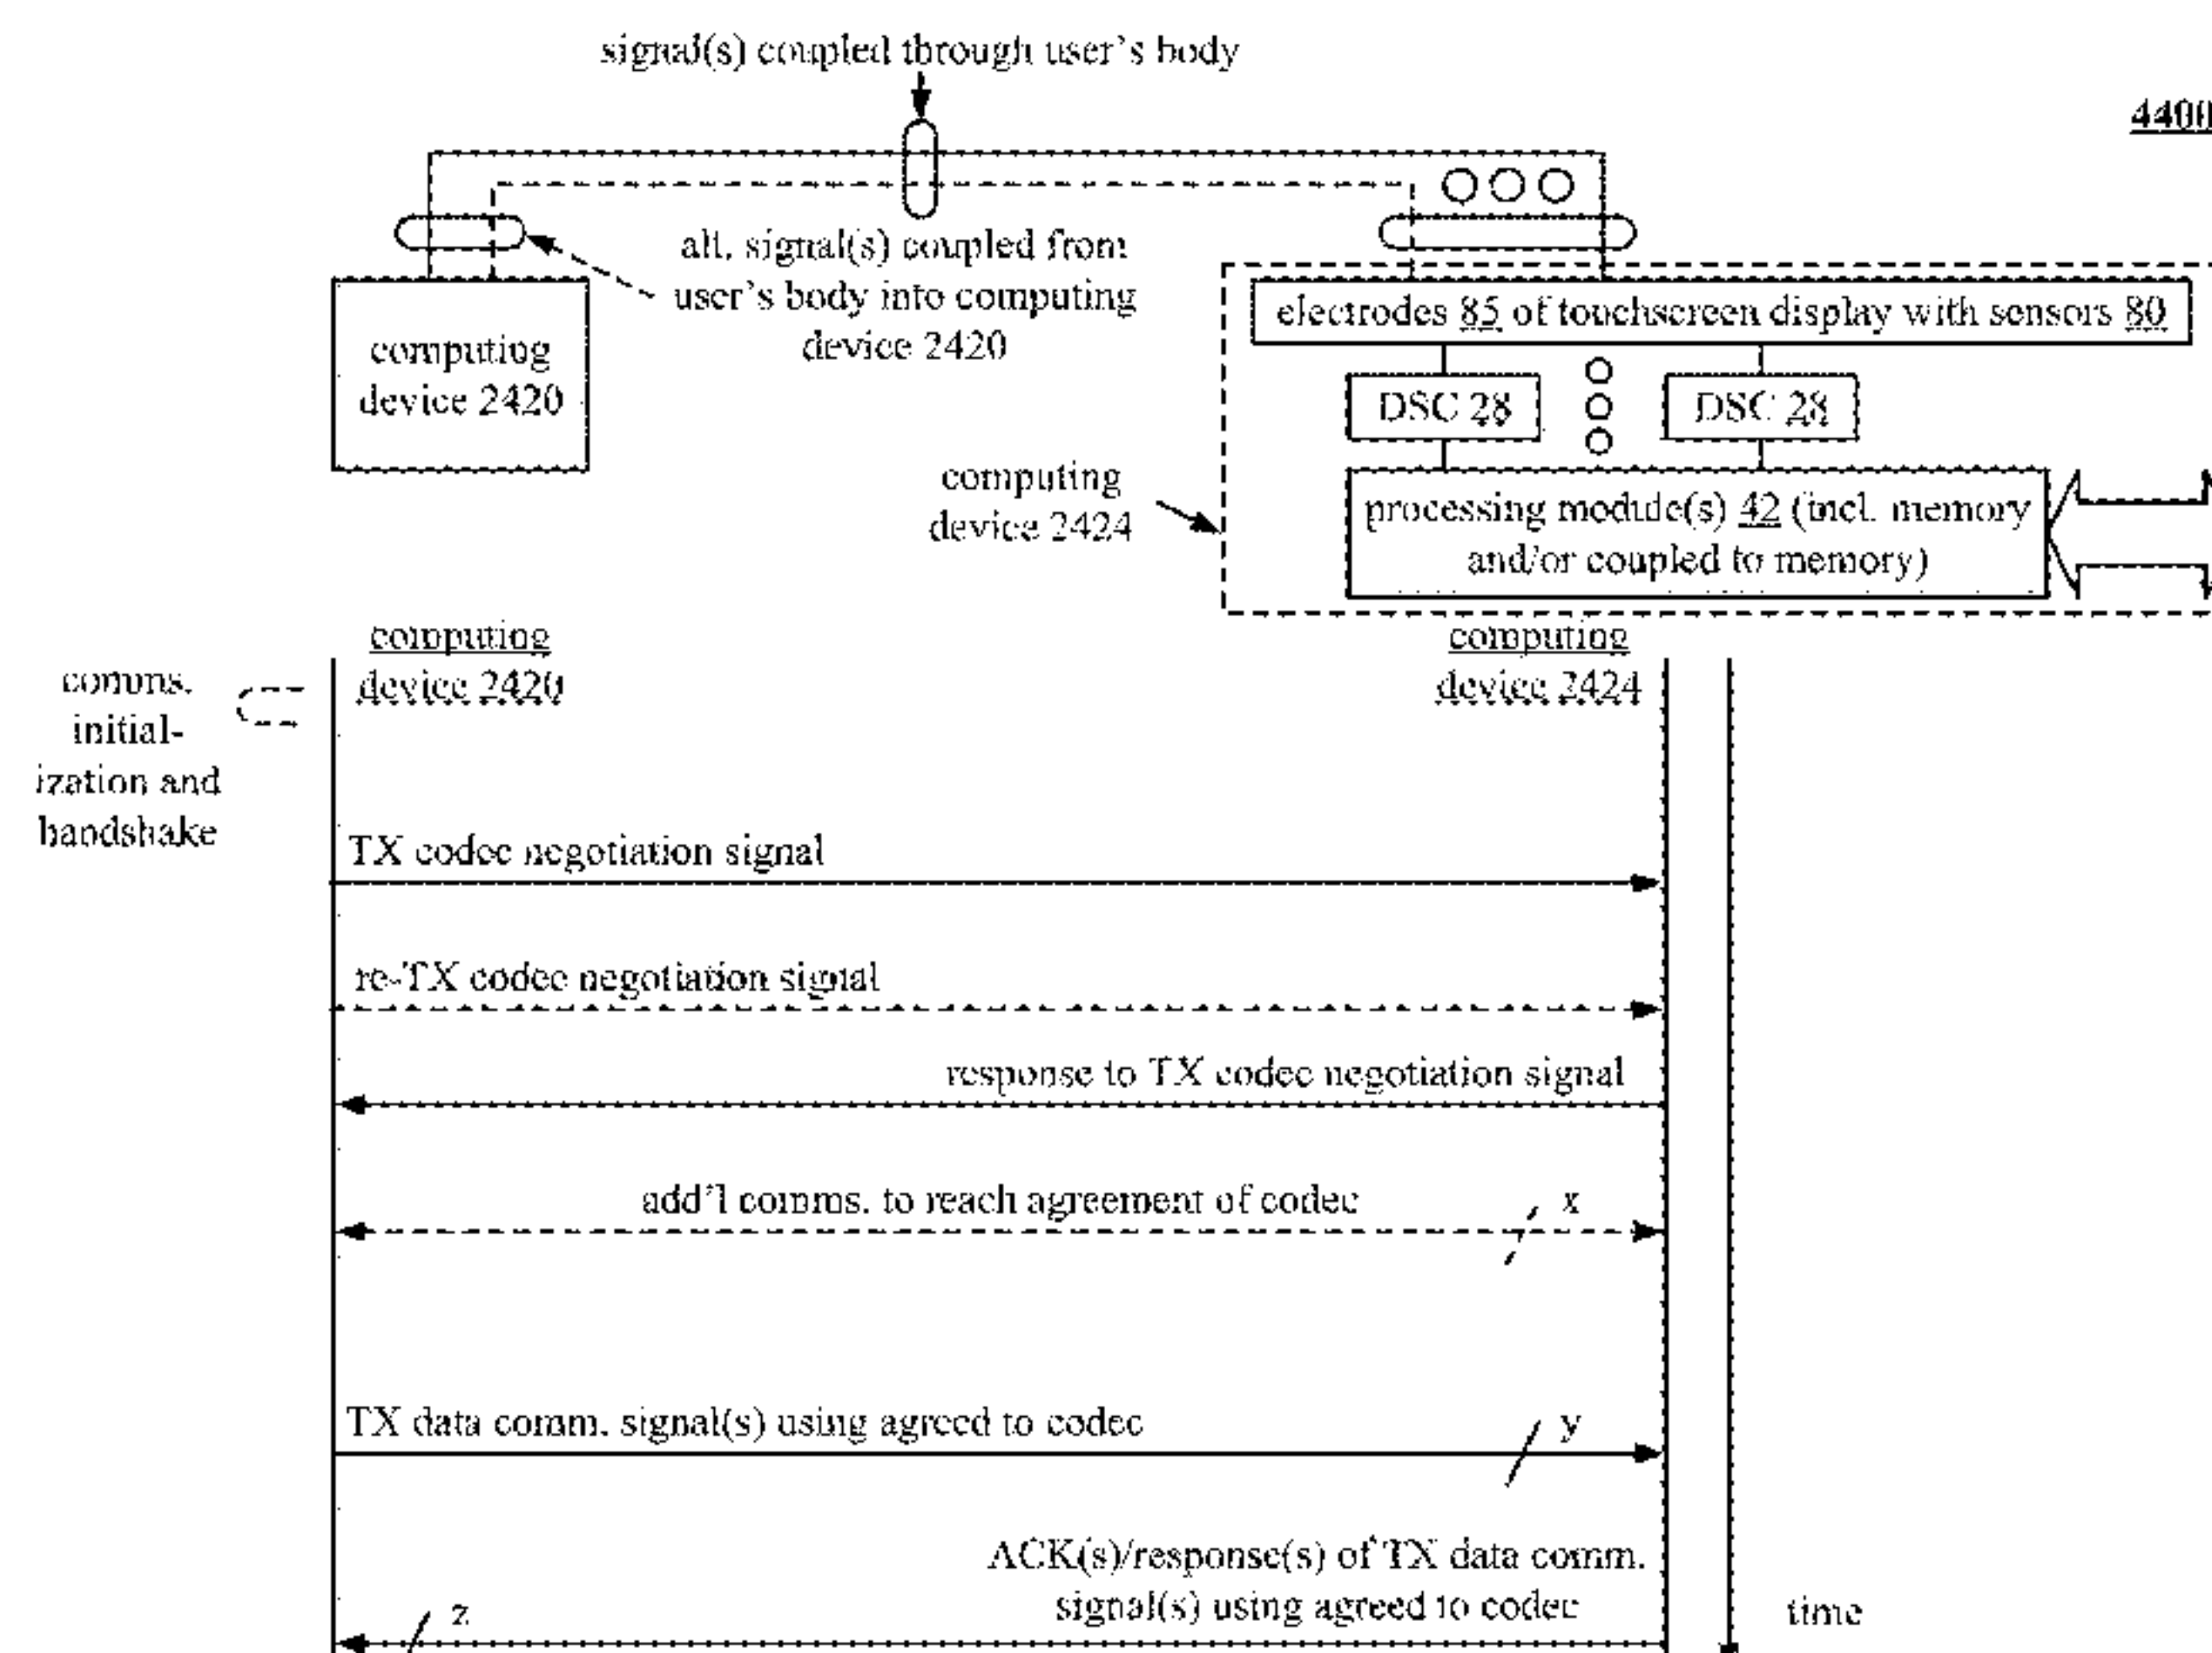 signal(s) coupled through user's body
4400
alt. signal(s) coupled from
user's body into computing
device 2420
computing
device 2420
electrodes 85 of touchscreen display with sensors 80
DSC 28
DSC 28
computing
device 2424
processing module(s) 42 (incl. memory
and/or coupled to memory)
computing
device 2420
computing
device 2424
comms.
initial-
ization and
handshake
TX codec negotiation signal
re-TX codec negotiation signal
response to TX codec negotiation signal
add'l comms. to reach agreement of codec
x
TX data comm. signal(s) using agreed to codec
y
ACK(s)/response(s) of TX data comm.
signal(s) using agreed to codec
z
time